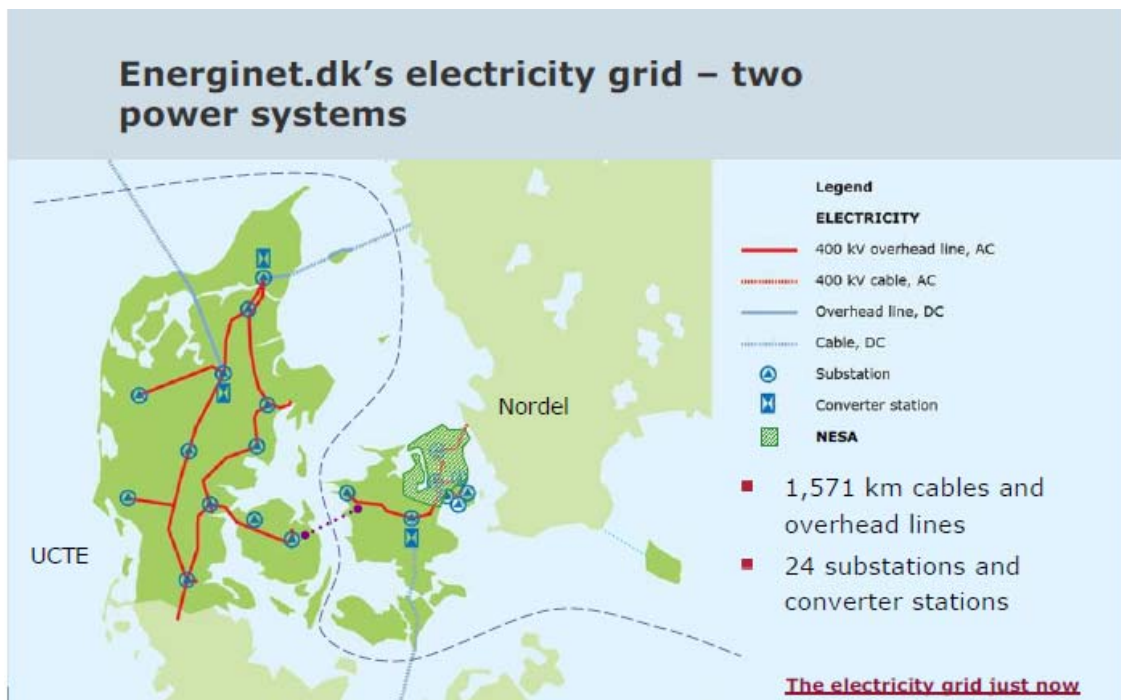 Energinet.dk’s electricity grid – two
power systems
Legend
ELECTRICITY
400 kV overhead line, AC
400 kV cable, AC
Overhead line, DC
Cable, DC
Substation
Converter station
NESA
Nordel
UCTE
1,571 km cables and
overhead lines
24 substations and
converter stations
The electricity grid just now